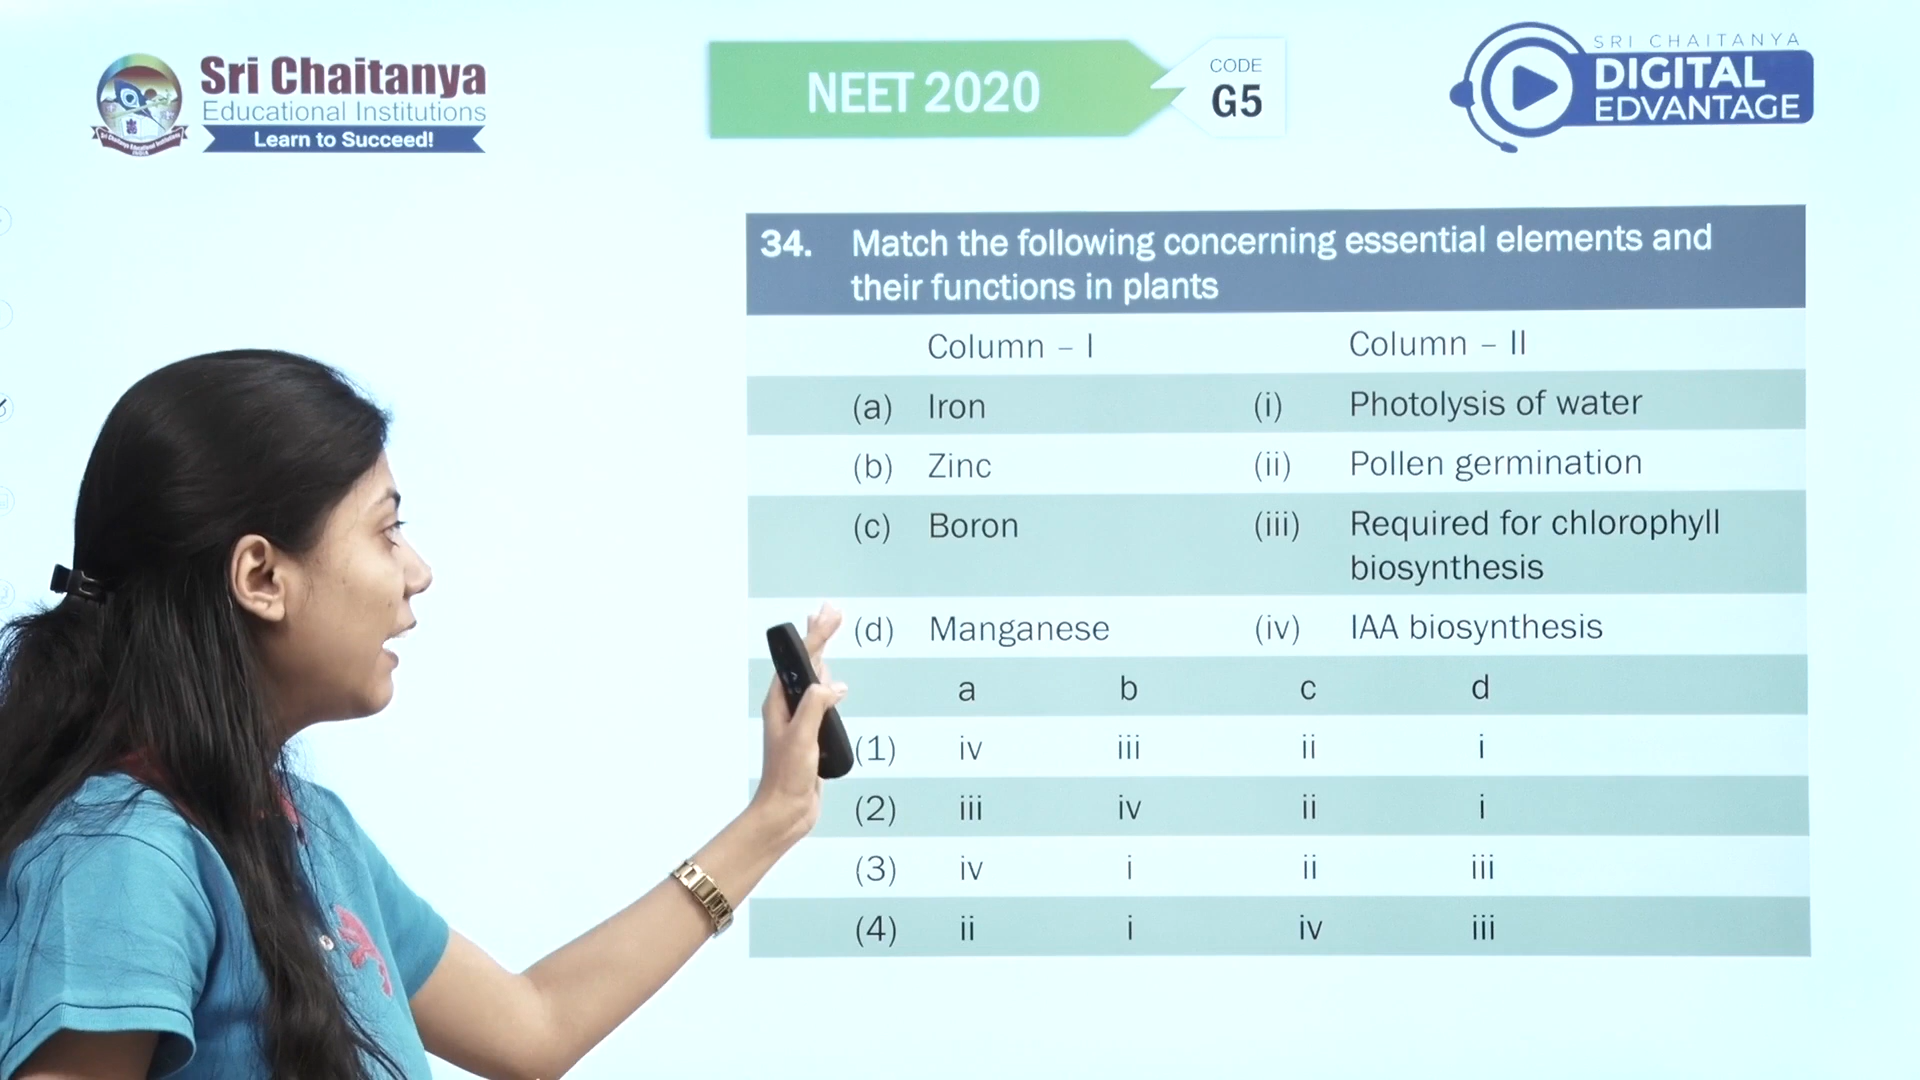 Sri Chaitanya
Educational Institutions
Learn to Succeed!
NEET 2020
CODE
G5
SRI CHAITANYA
DIGITAL
EDVANTAGE
34. Match the following concerning essential elements and
their functions in plants
Column – I Column – II
(a) Iron (i) Photolysis of water
(b) Zinc (ii) Pollen germination
(c) Boron (iii) Required for chlorophyll
biosynthesis
(d) Manganese (iv) IAA biosynthesis
a b c d
(1) iv iii ii i
(2) iii iv ii i
(3) iv i ii iii
(4) ii i iv iii